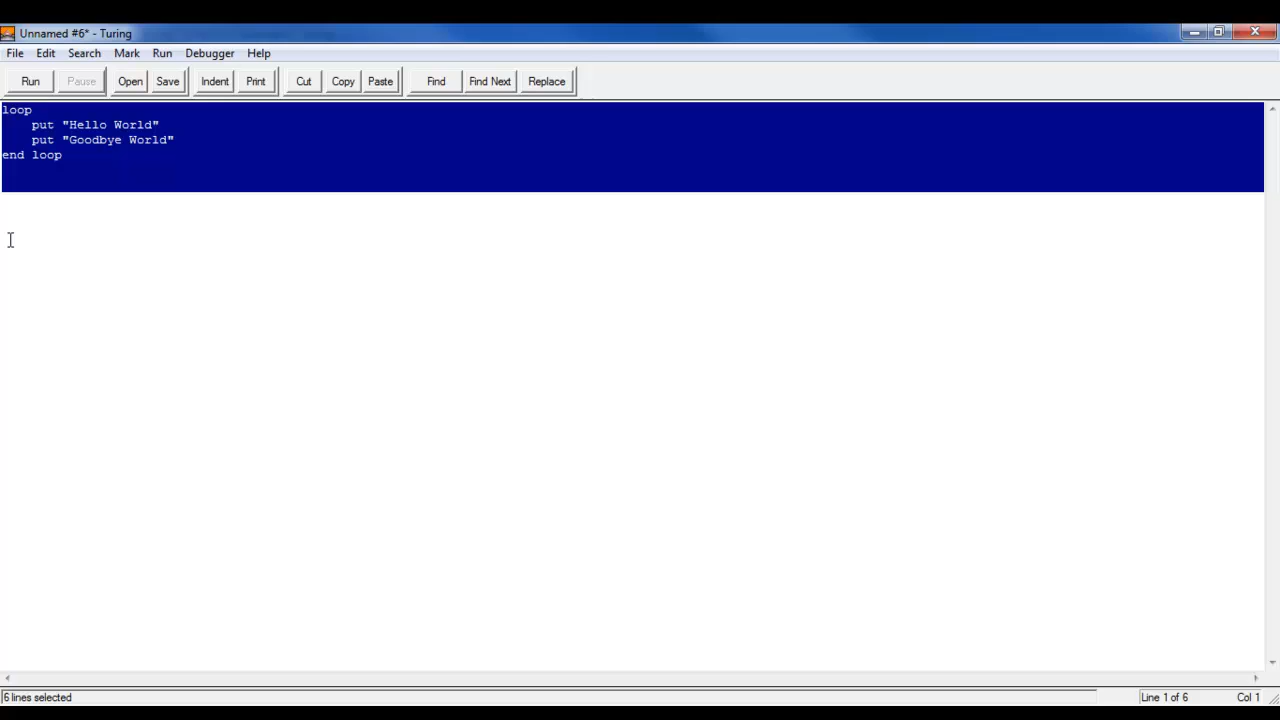 Unnamed #6* - Turing
File Edit Search Mark Run Debugger Help
Run Pause Open Save Indent Print Cut Copy Paste Find Find Next Replace
loop
    put "Hello World"
    put "Goodbye World"
end loop
6 lines selected Line 1 of 6 Col 1